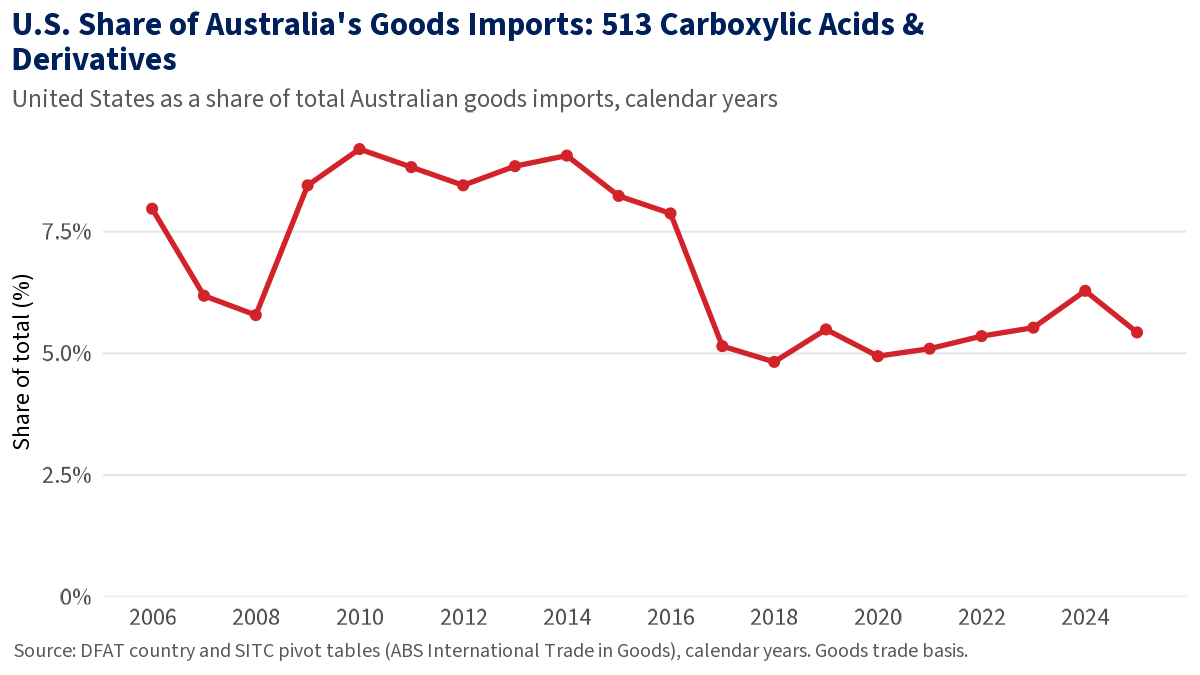 U.S. Share of Australia's Goods Imports: 513 Carboxylic Acids &
Derivatives
United States as a share of total Australian goods imports, calendar years
Share of total (%)
7.5%
5.0%
2.5%
0%
2006 2008 2010 2012 2014 2016 2018 2020 2022 2024
Source: DFAT country and SITC pivot tables (ABS International Trade in Goods), calendar years. Goods trade basis.